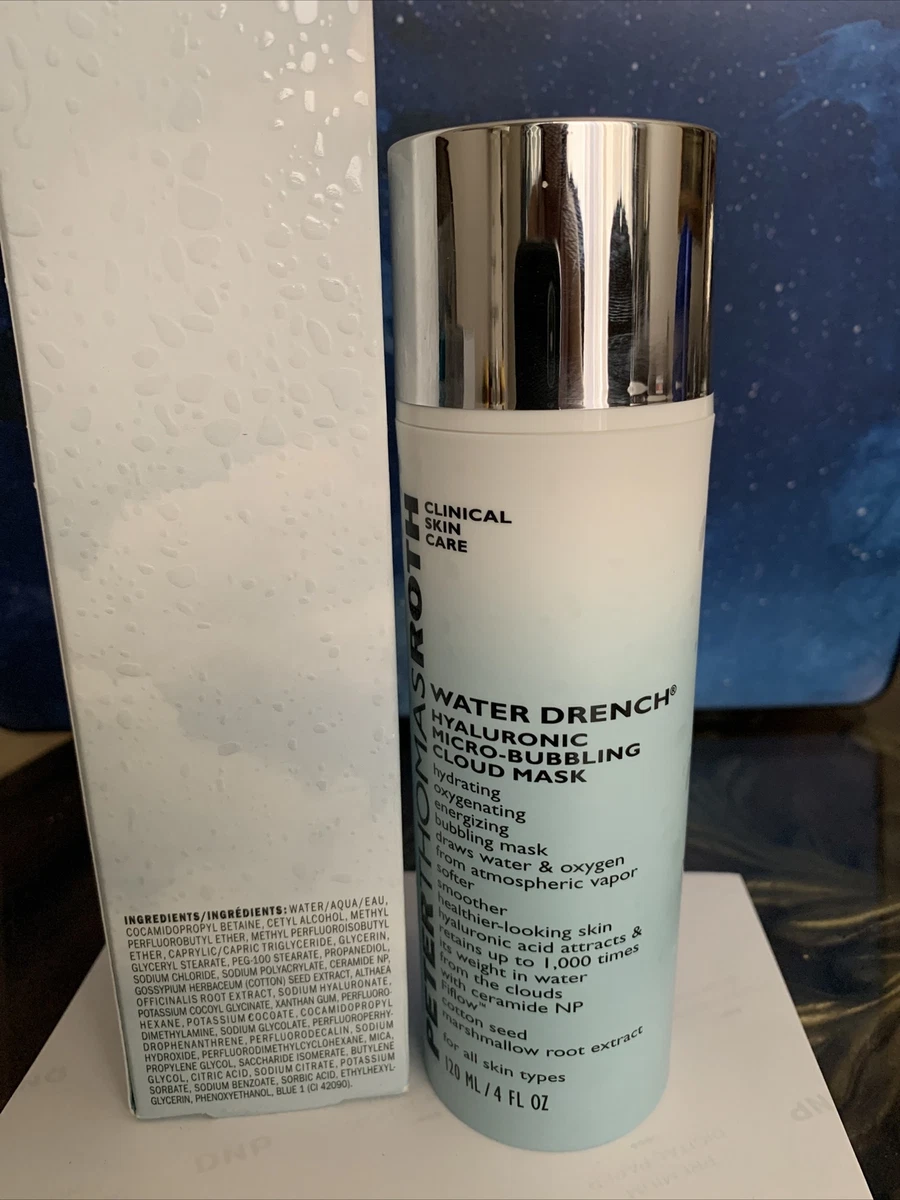 INGREDIENTS/INGRÉDIENTS: WATER/AQUA/EAU,
COCAMIDOPROPYL BETAINE, CETYL ALCOHOL, METHYL
PERFLUOROBUTYL ETHER, METHYL PERFLUOROISOBUTYL
ETHER, CAPRYLIC/CAPRIC TRIGLYCERIDE, GLYCERIN,
GLYCERYL STEARATE, PEG-100 STEARATE, PROPANEDIOL,
SODIUM CHLORIDE, SODIUM POLYACRYLATE, CERAMIDE NP,
GOSSYPIUM HERBACEUM (COTTON) SEED EXTRACT, ALTHAEA
OFFICINALIS ROOT EXTRACT, SODIUM HYALURONATE,
POTASSIUM COCOYL GLYCINATE, XANTHAN GUM, PERFLUORO-
HEXANE, POTASSIUM COCOATE, COCAMIDOPROPYL
DIMETHYLAMINE, SODIUM GLYCOLATE, PERFLUOROPERHY-
DROPHENANTHRENE, PERFLUORODECALIN, SODIUM
HYDROXIDE, PERFLUORODIMETHYLCYCLOHEXANE, MICA,
PROPYLENE GLYCOL, SACCHARIDE ISOMERATE, BUTYLENE
GLYCOL, CITRIC ACID, SODIUM CITRATE, POTASSIUM
SORBATE, SODIUM BENZOATE, SORBIC ACID, ETHYLHEXYL-
GLYCERIN, PHENOXYETHANOL, BLUE 1 (CI 42090).
PETERTHOMASROTH
CLINICAL
SKIN
CARE
WATER DRENCH®
HYALURONIC
MICRO-BUBBLING
CLOUD MASK
hydrating
oxygenating
energizing
bubbling mask
draws water & oxygen
from atmospheric vapor
softer
smoother
healthier-looking skin
hyaluronic acid attracts &
retains up to 1,000 times
its weight in water
from the clouds
with ceramide NP
Fiflow™
cotton seed
marshmallow root extract
for all skin types
120 ML / 4 FL OZ
DNP